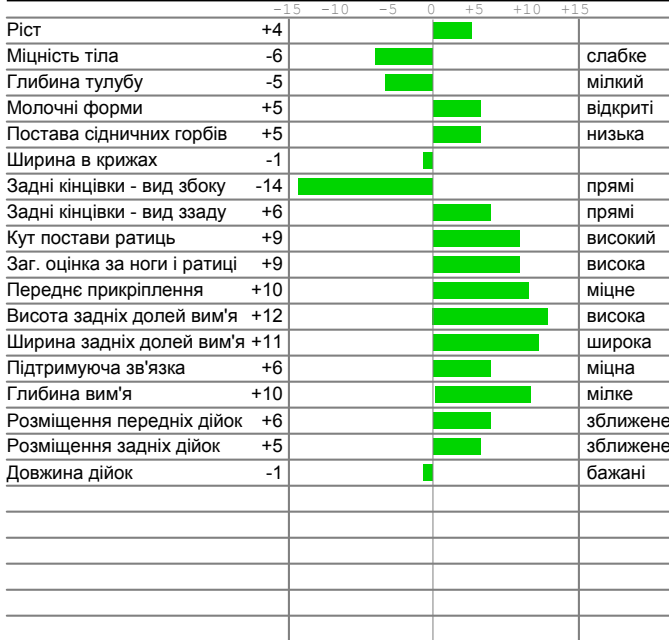 -15 -10 -5 0 +5 +10 +15
Ріст +4
Міцність тіла -6 слабке
Глибина тулубу -5 мілкий
Молочні форми +5 відкриті
Постава сідничних горбів +5 низька
Ширина в крижах -1
Задні кінцівки - вид збоку -14 прямі
Задні кінцівки - вид ззаду +6 прямі
Кут постави ратиць +9 високий
Заг. оцінка за ноги і ратиці +9 висока
Переднє прикріплення +10 міцне
Висота задніх долей вим'я +12 висока
Ширина задніх долей вим'я +11 широка
Підтримуюча зв'язка +6 міцна
Глибина вим'я +10 мілке
Розміщення передніх дійок +6 зближене
Розміщення задніх дійок +5 зближене
Довжина дійок -1 бажані